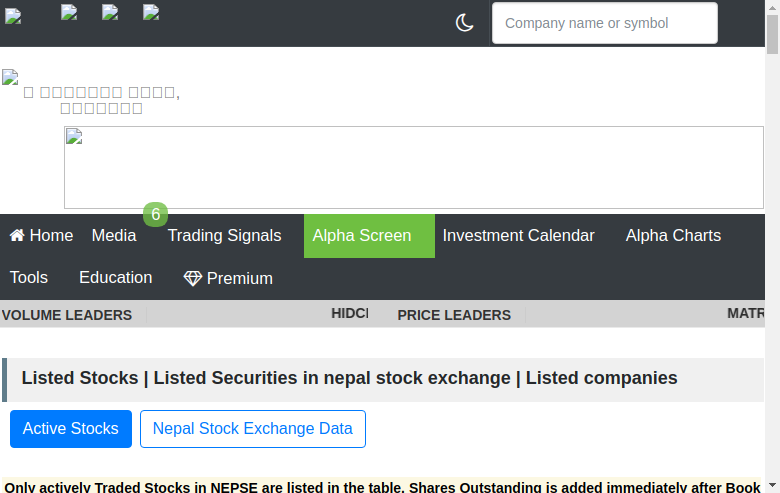 Company name or symbol
6
Home Media Trading Signals Alpha Screen Investment Calendar Alpha Charts
Tools Education Premium
VOLUME LEADERS HIDCI PRICE LEADERS MATR
Listed Stocks | Listed Securities in nepal stock exchange | Listed companies
Active Stocks Nepal Stock Exchange Data
Only actively Traded Stocks in NEPSE are listed in the table. Shares Outstanding is added immediately after Book